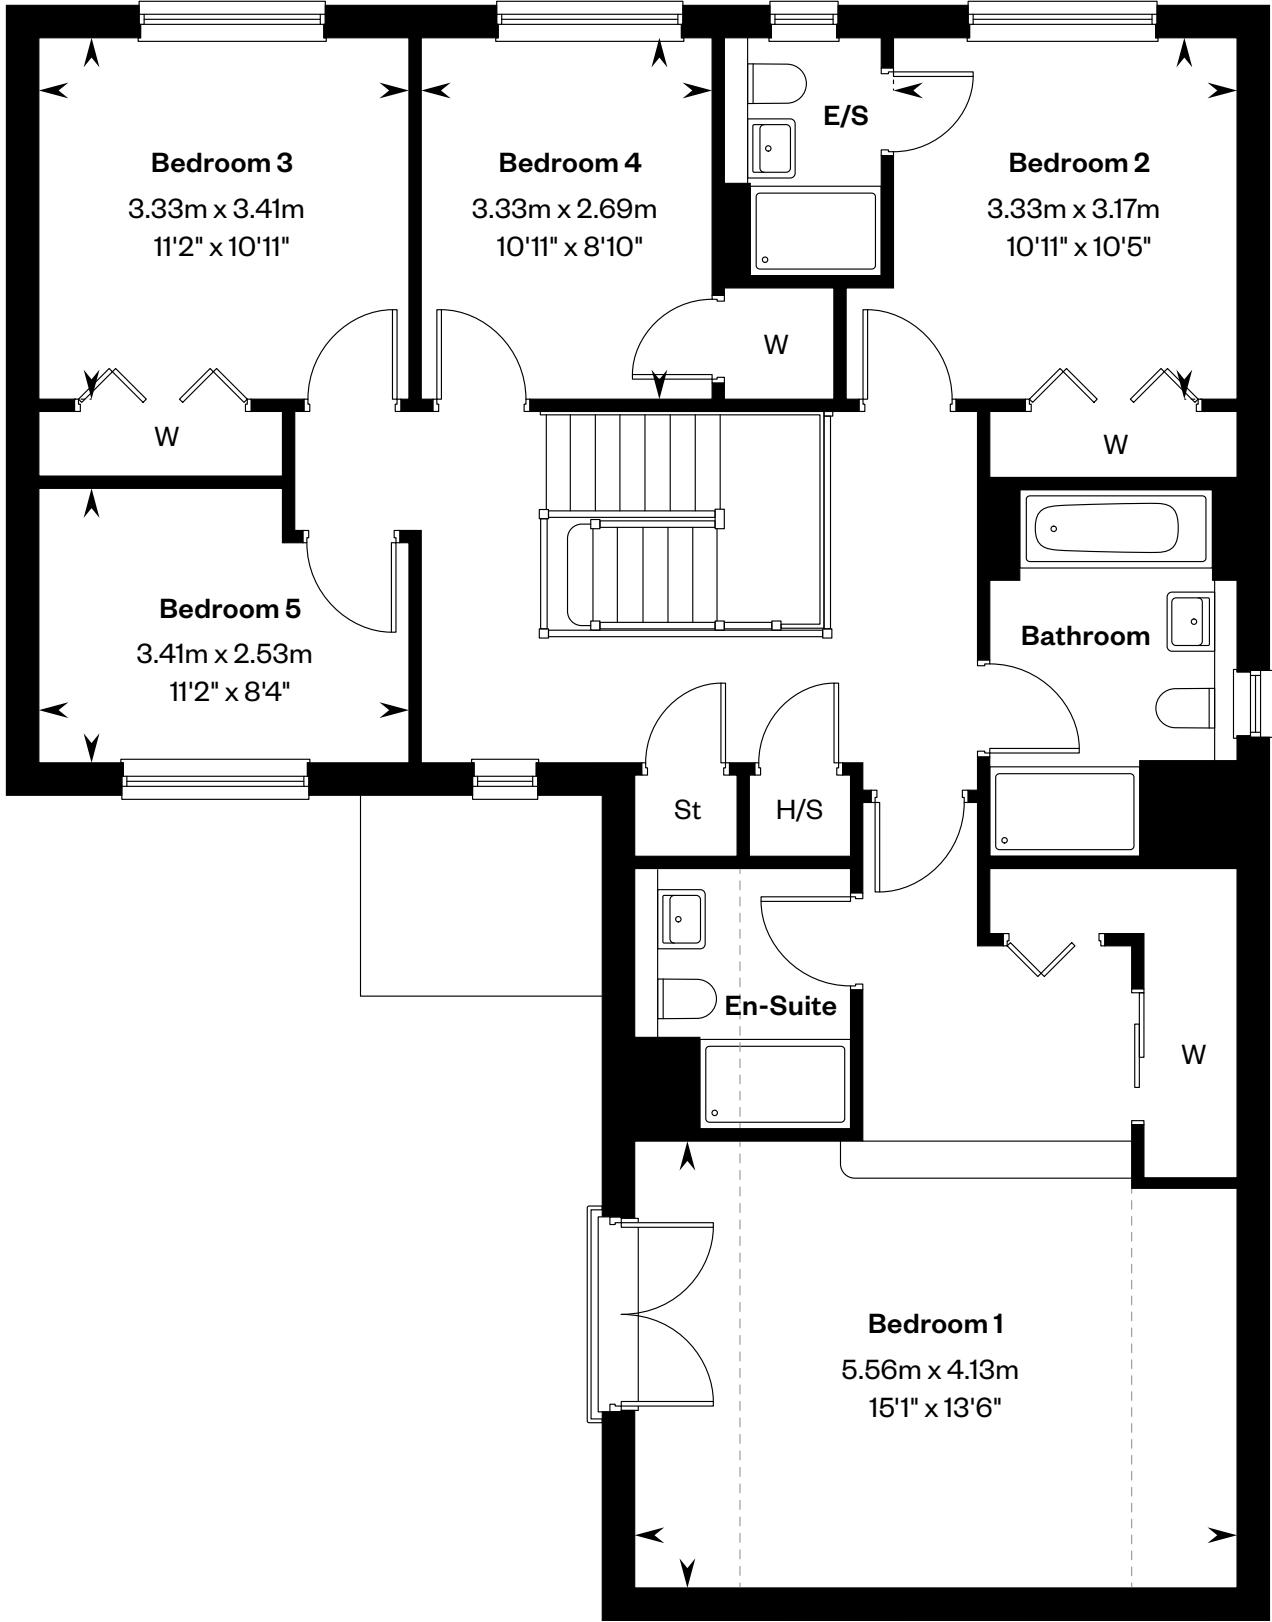 Bedroom 3
3.33m x 3.41m
11'2" x 10'11"
Bedroom 4
3.33m x 2.69m
10'11" x 8'10"
E/S
Bedroom 2
3.33m x 3.17m
10'11" x 10'5"
W
W
W
Bedroom 5
3.41m x 2.53m
11'2" x 8'4"
Bathroom
St
H/S
En-Suite
W
Bedroom 1
5.56m x 4.13m
15'1" x 13'6"